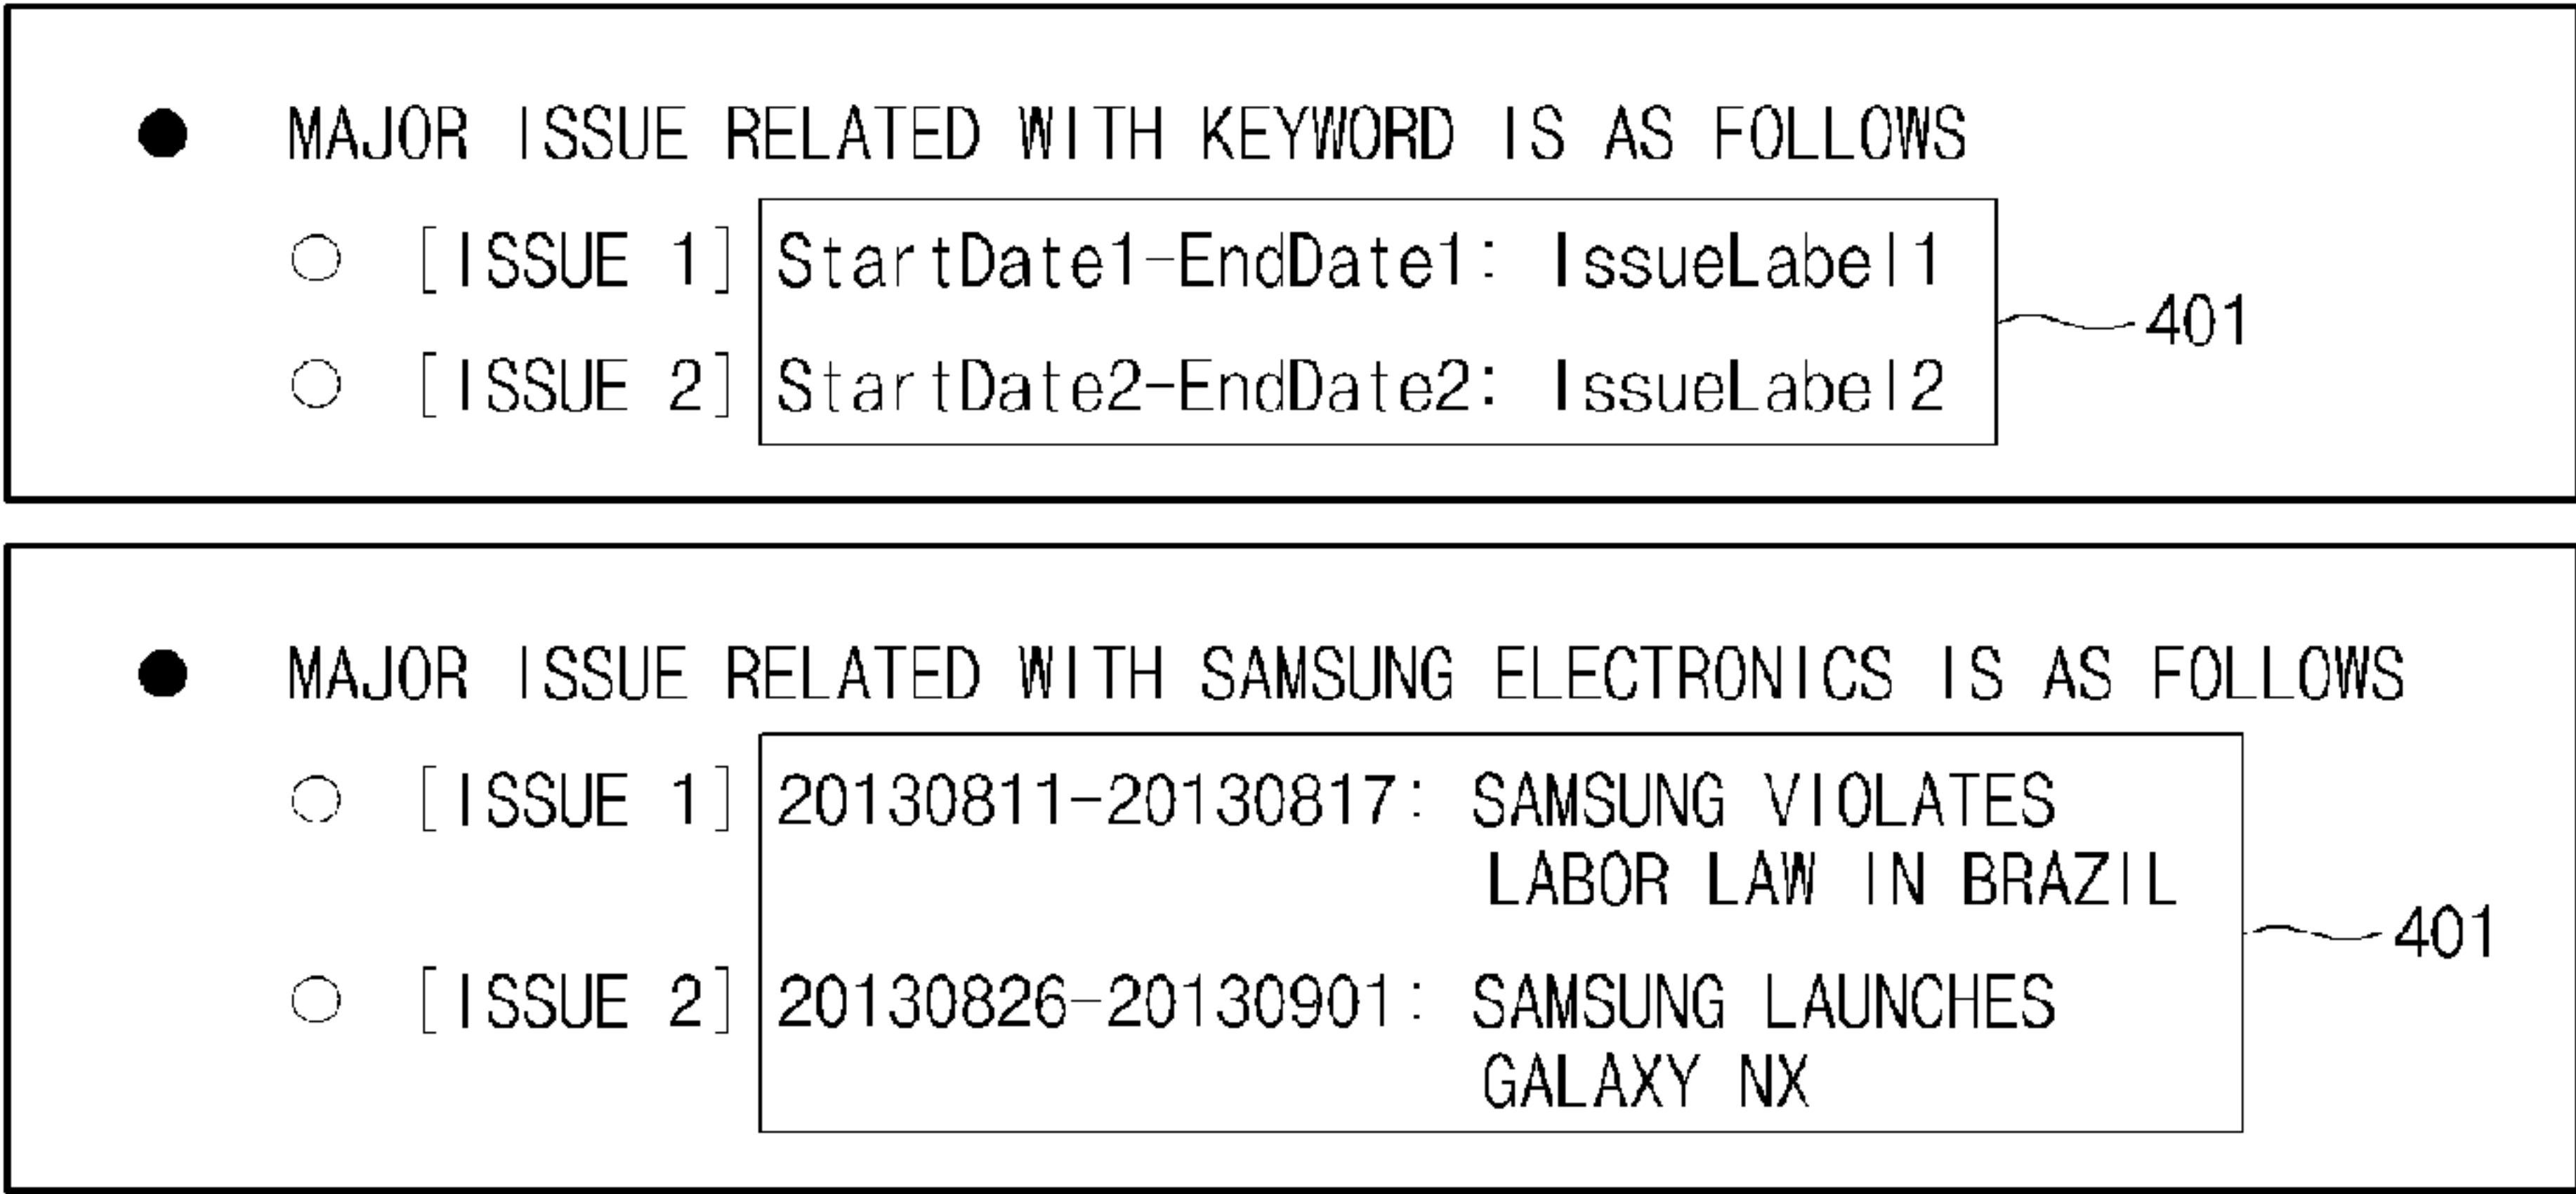 ● MAJOR ISSUE RELATED WITH KEYWORD IS AS FOLLOWS
○ [ISSUE 1] StartDate1-EndDate1: IssueLabel1
401
○ [ISSUE 2] StartDate2-EndDate2: IssueLabel2
● MAJOR ISSUE RELATED WITH SAMSUNG ELECTRONICS IS AS FOLLOWS
○ [ISSUE 1] 20130811-20130817: SAMSUNG VIOLATES
LABOR LAW IN BRAZIL
401
○ [ISSUE 2] 20130826-20130901: SAMSUNG LAUNCHES
GALAXY NX